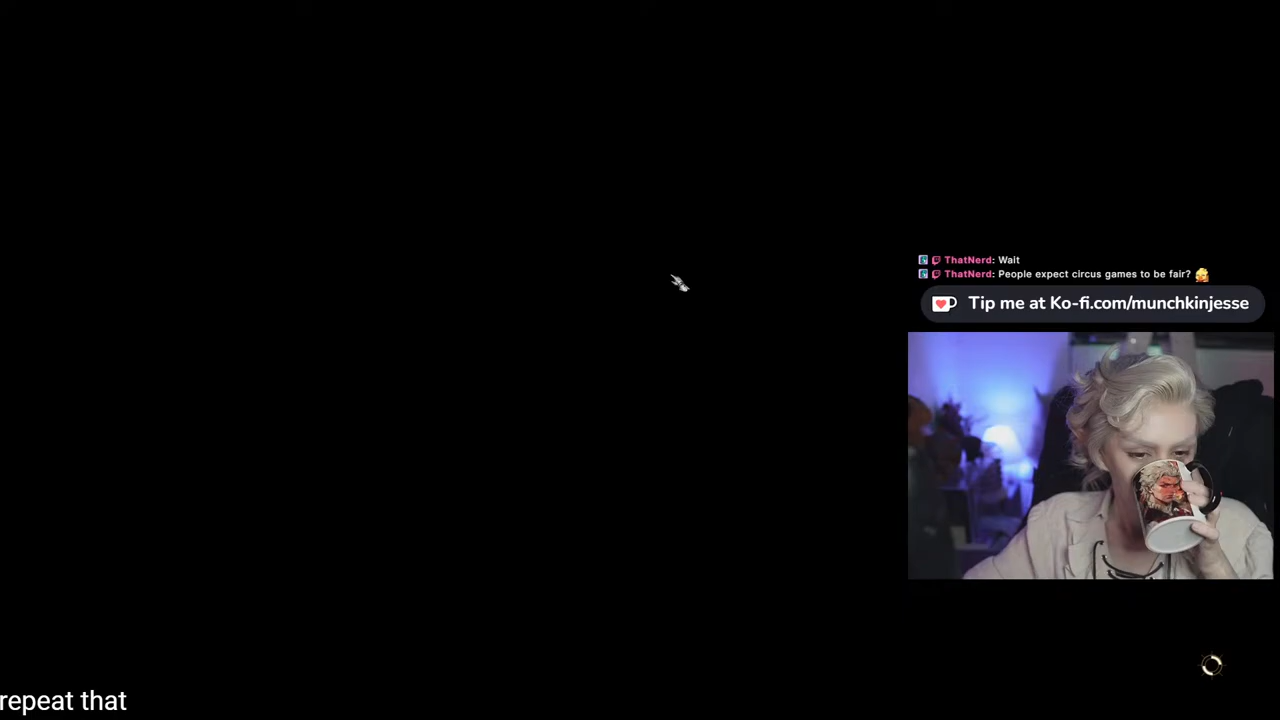 ThatNerd: Wait
ThatNerd: People expect circus games to be fair?
Tip me at Ko-fi.com/munchkinjesse
repeat that